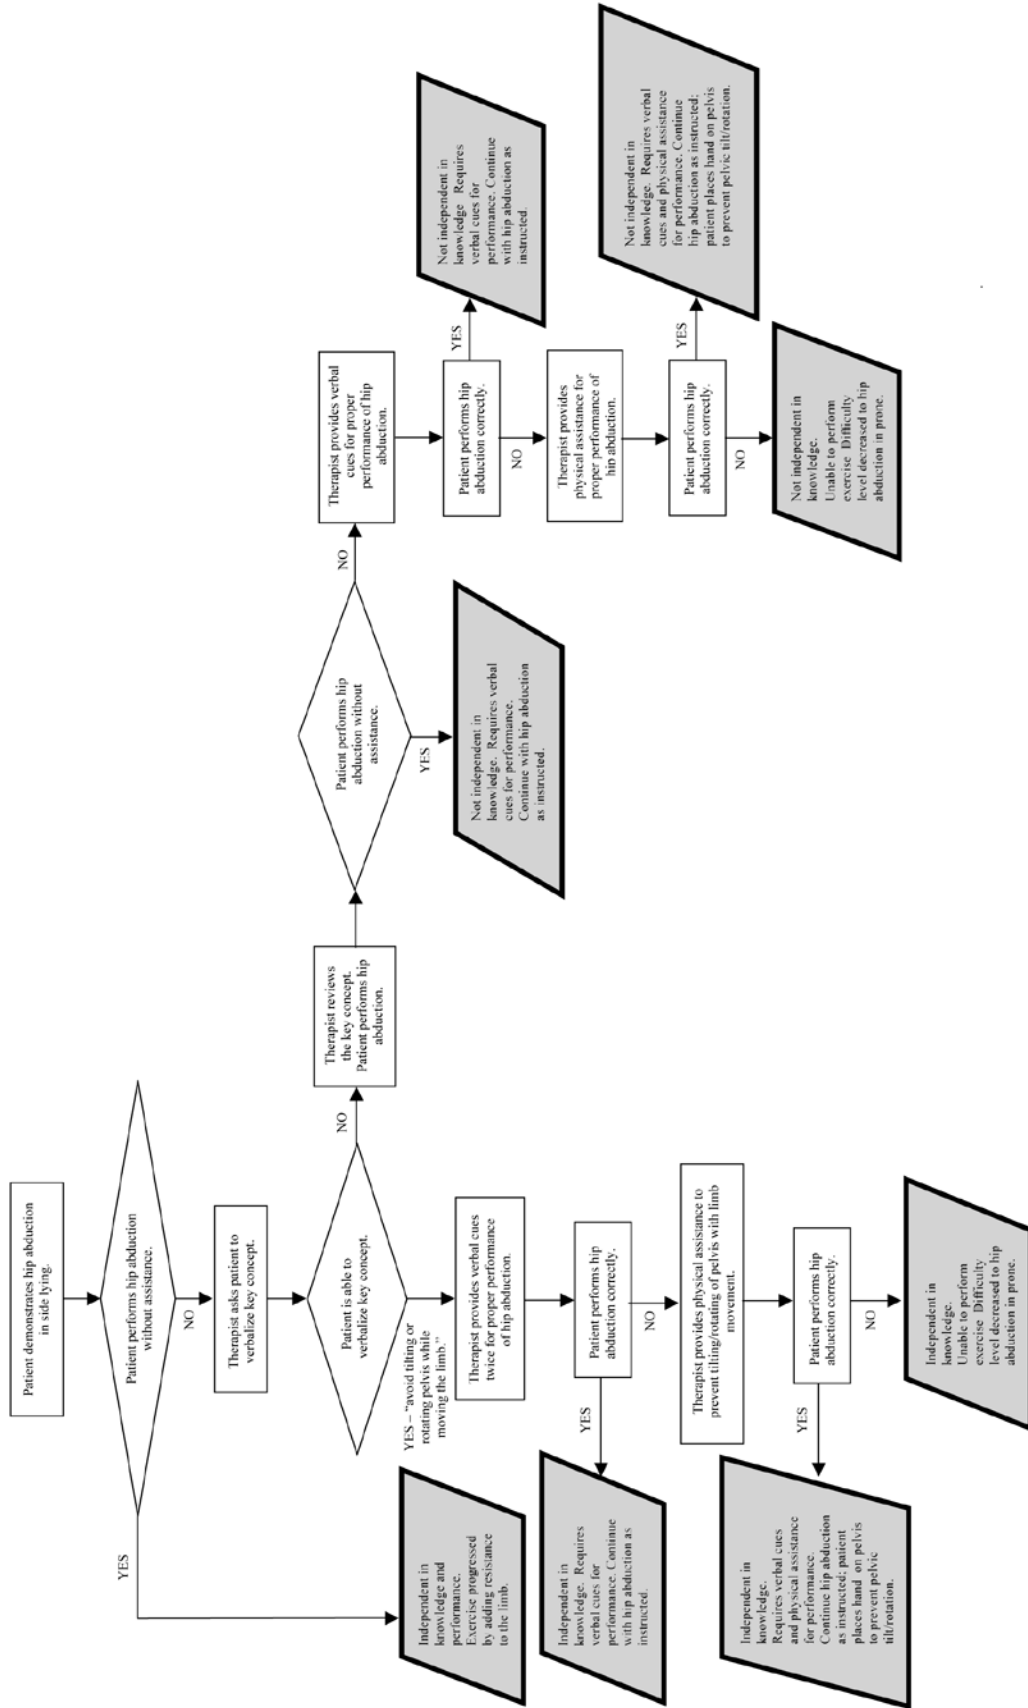 Patient demonstrates hip abduction
in side lying.
Patient performs hip abduction
without assistance.
YES
NO
Therapist asks patient to
verbalize key concept.
Patient is able to
verbalize key concept.
NO
YES – "avoid tilting or
rotating pelvis while
moving the limb."
Independent in
knowledge and
performance.
Exercise progressed
by adding resistance
to the limb.
Therapist provides verbal cues
twice for proper performance
of hip abduction.
Patient performs hip
abduction correctly.
YES
NO
Independent in
knowledge. Requires
verbal cues for
performance. Continue
with hip abduction as
instructed.
Therapist provides physical assistance to
prevent tilting/rotating of pelvis with limb
movement.
Patient performs hip
abduction correctly.
YES
NO
Independent in
knowledge.
Requires verbal cues
and physical assistance
for performance.
Continue hip abduction
as instructed; patient
places hand on pelvis
to prevent pelvic
tilt/rotation.
Independent in
knowledge.
Unable to perform
exercise Difficulty
level decreased to hip
abduction in prone.
Therapist reviews
the key concept.
Patient performs hip
abduction.
Patient performs hip
abduction without
assistance.
NO
YES
Not independent in
knowledge. Requires verbal
cues for performance.
Continue with hip abduction
as instructed.
Therapist provides verbal
cues for proper
performance of hip
abduction.
Patient performs hip
abduction correctly.
YES
NO
Not independent in
knowledge Requires
verbal cues for
performance. Continue
with hip abduction as
instructed.
Therapist provides
physical assistance for
proper performance of
hip abduction.
Patient performs hip
abduction correctly.
YES
NO
Not independent in
knowledge. Requires verbal
cues and physical assistance
for performance. Continue
hip abduction as instructed;
patient places hand on pelvis
to prevent pelvic tilt/rotation.
Not independent in
knowledge.
Unable to perform
exercise Difficulty
level decreased to hip
abduction in prone.